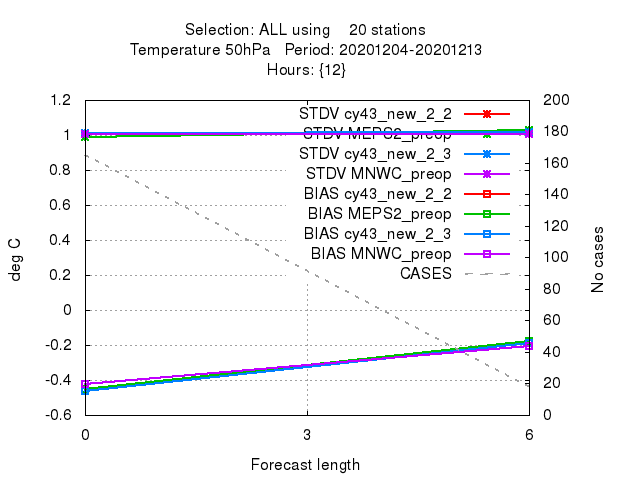 Selection: ALL using    20 stations
Temperature 50hPa   Period: 20201204-20201213
Hours: {12}
1.2
1
0.8
0.6
0.4
0.2
0
-0.2
-0.4
-0.6
deg C
STDV cy43_new_2_2
STDV MEPS2_preop
STDV cy43_new_2_3
STDV MNWC_preop
BIAS cy43_new_2_2
BIAS MEPS2_preop
BIAS cy43_new_2_3
BIAS MNWC_preop
CASES
200
180
160
140
120
100
80
60
40
20
0
No cases
0
3
6
Forecast length